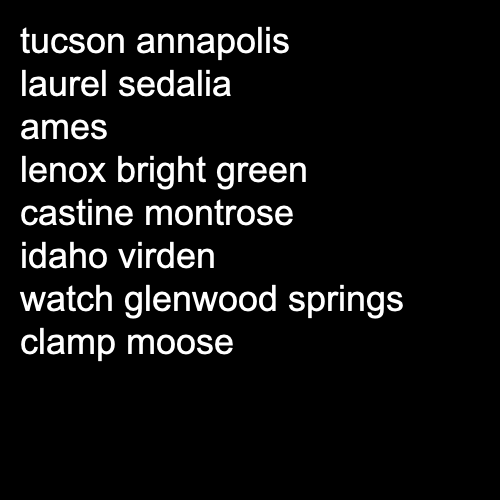 tucson annapolis
laurel sedalia
ames
lenox bright green
castine montrose
idaho virden
watch glenwood springs
clamp moose